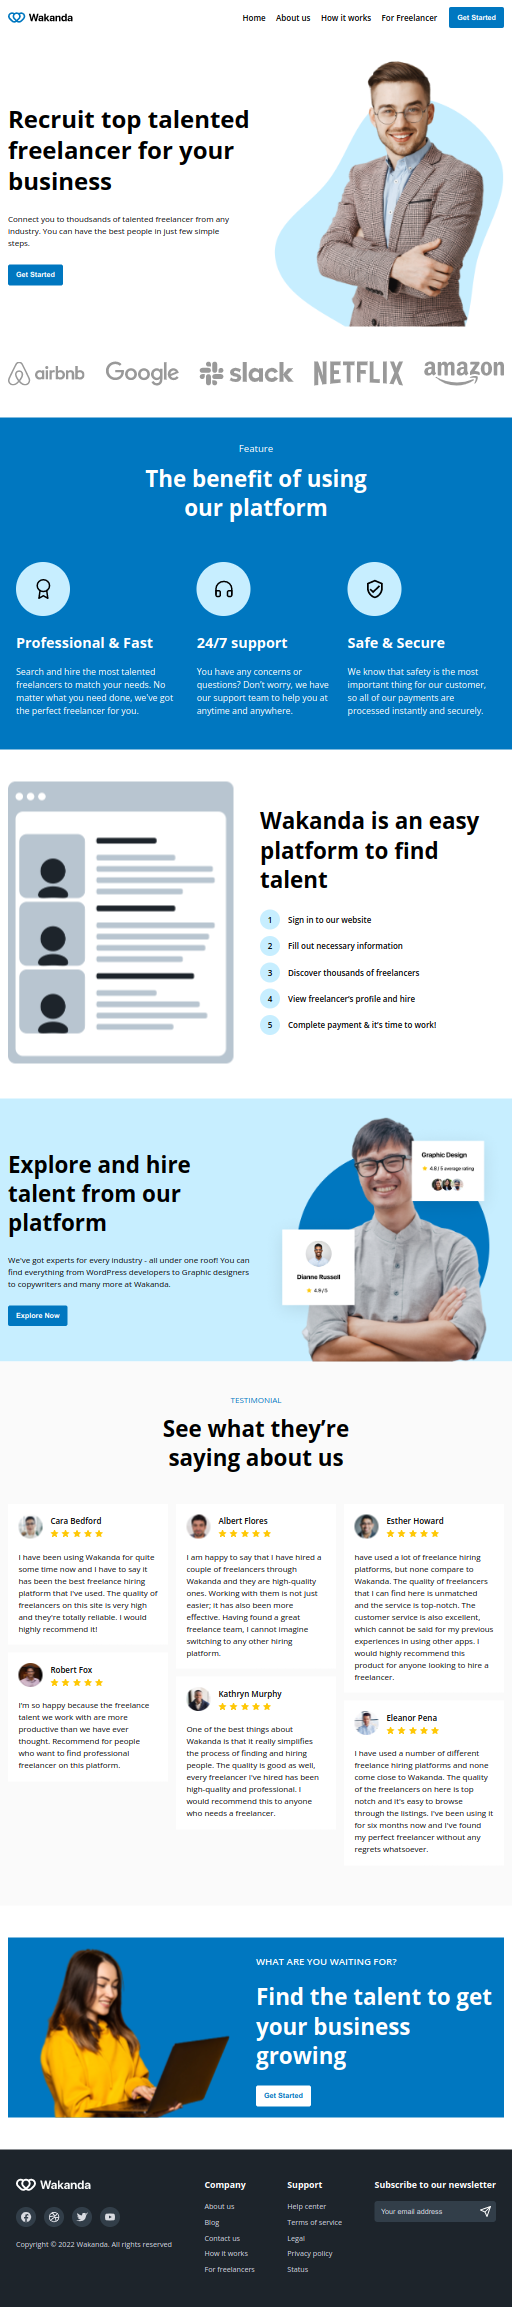 Wakanda
Home About us How it works For Freelancer Get Started
Recruit top talented
freelancer for your
business
Connect you to thoudsands of talented freelancer from any
industry. You can have the best people in just few simple
steps.
Get Started
airbnb Google slack NETFLIX amazon
Feature
The benefit of using
our platform
Professional & Fast
Search and hire the most talented
freelancers to match your needs. No
matter what you need done, we've got
the perfect freelancer for you.
24/7 support
You have any concerns or
questions? Don't worry, we have
our support team to help you at
anytime and anywhere.
Safe & Secure
We know that safety is the most
important thing for our customer,
so all of our payments are
processed instantly and securely.
Wakanda is an easy
platform to find
talent
1 Sign in to our website
2 Fill out necessary information
3 Discover thousands of freelancers
4 View freelancer's profile and hire
5 Complete payment & it's time to work!
Explore and hire
talent from our
platform
We've got experts for every industry - all under one roof! You can
find everything from WordPress developers to Graphic designers
to copywriters and many more at Wakanda.
Explore Now
Graphic Design
4.8 / 5 average rating
Dianne Russell
4.9 / 5
TESTIMONIAL
See what they're
saying about us
Cara Bedford
I have been using Wakanda for quite
some time now and I have to say it
has been the best freelance hiring
platform that I've used. The quality of
freelancers on this site is very high
and they're totally reliable. I would
highly recommend it!
Robert Fox
I'm so happy because the freelance
talent we work with are more
productive than we have ever
thought. Recommend for people
who want to find professional
freelancer on this platform.
Albert Flores
I am happy to say that I have hired a
couple of freelancers through
Wakanda and they are high-quality
ones. Working with them is not just
easier; it has also been more
effective. Having found a great
freelance team, I cannot imagine
switching to any other hiring
platform.
Kathryn Murphy
One of the best things about
Wakanda is that it really simplifies
the process of finding and hiring
people. The quality is good as well,
every freelancer I've hired has been
high-quality and professional. I
would recommend this to anyone
who needs a freelancer.
Esther Howard
have used a lot of freelance hiring
platforms, but none compare to
Wakanda. The quality of freelancers
that I can find here is unmatched
and the service is top-notch. The
customer service is also excellent,
which cannot be said for my previous
experiences in using other apps. I
would highly recommend this
product for anyone looking to hire a
freelancer.
Eleanor Pena
I have used a number of different
freelance hiring platforms and none
come close to Wakanda. The quality
of the freelancers on here is top
notch and it's easy to browse
through the listings. I've been using it
for six months now and I've found
my perfect freelancer without any
regrets whatsoever.
WHAT ARE YOU WAITING FOR?
Find the talent to get
your business
growing
Get Started
Wakanda
Copyright © 2022 Wakanda. All rights reserved
Company
About us
Blog
Contact us
How it works
For freelancers
Support
Help center
Terms of service
Legal
Privacy policy
Status
Subscribe to our newsletter
Your email address